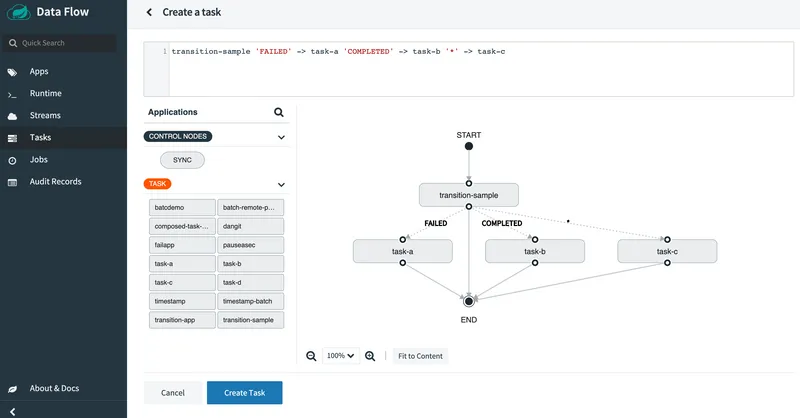 Data Flow
Quick Search
Apps
Runtime
Streams
Tasks
Jobs
Audit Records
About & Docs
Create a task
1 transition-sample 'FAILED' -> task-a 'COMPLETED' -> task-b '*' -> task-c
Applications
CONTROL NODES
SYNC
TASK
batcdemo batch-remote-p...
composed-task-... dangit
failapp pauseasec
task-a task-b
task-c task-d
timestamp timestamp-batch
transition-app transition-sample
START
transition-sample
FAILED COMPLETED *
task-a task-b task-c
END
100% Fit to Content
Cancel Create Task